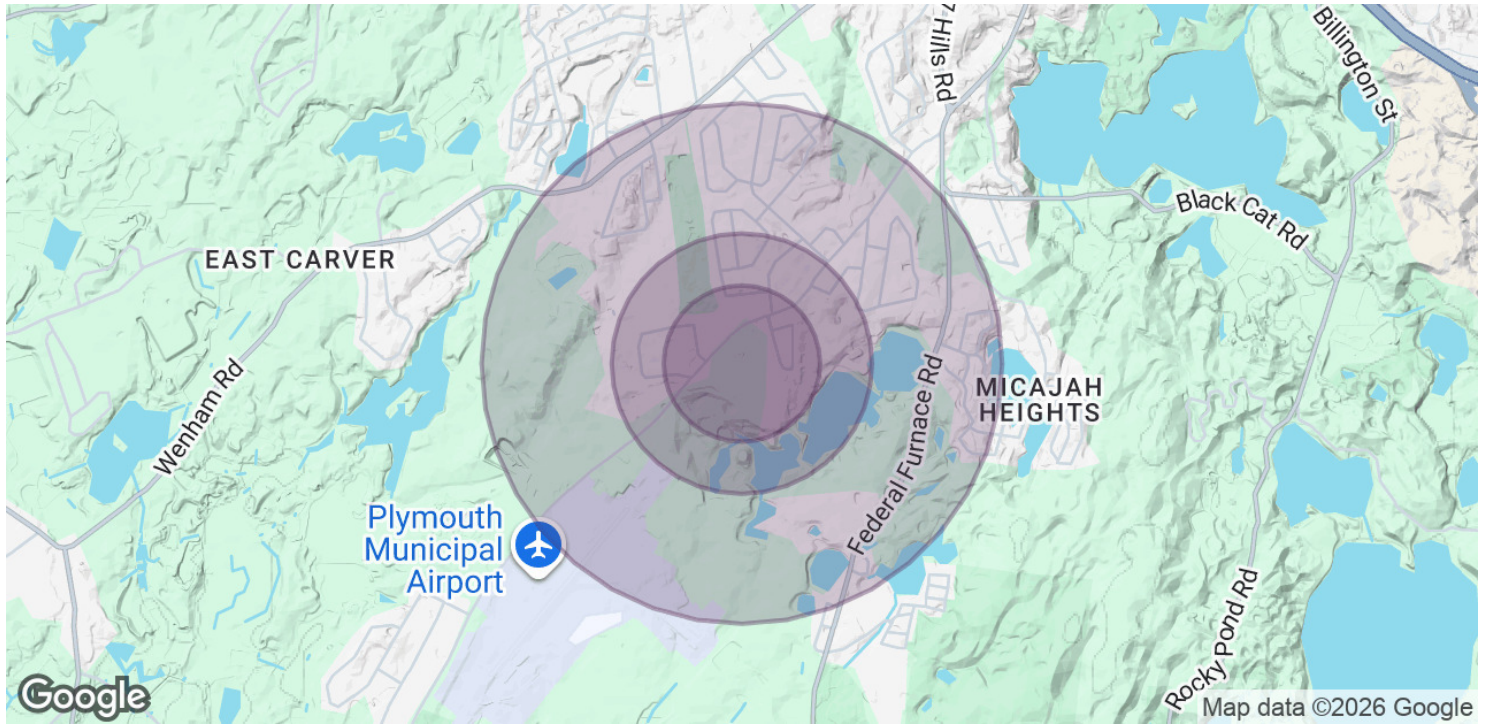 7 Hills Rd
Billington St
Black Cat Rd
EAST CARVER
Wenham Rd
MICAJAH
HEIGHTS
Federal Furnace Rd
Plymouth
Municipal
Airport
Rocky Pond Rd
Google
Map data ©2026 Google